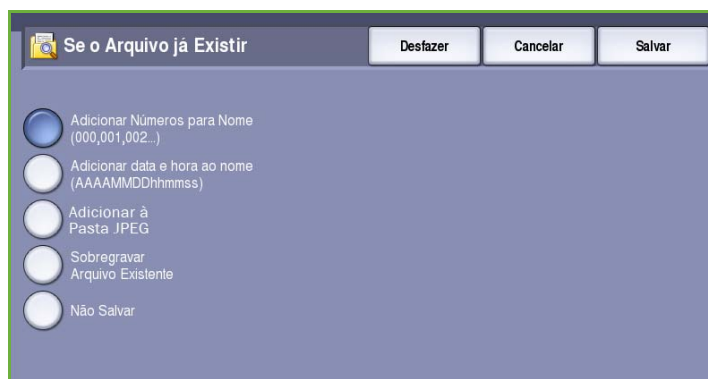 Se o Arquivo já Existir
Desfazer
Cancelar
Salvar
Adicionar Números para Nome
(000,001,002...)
Adicionar data e hora ao nome
(AAAAMMDDhhmmss)
Adicionar à
Pasta JPEG
Sobregravar
Arquivo Existente
Não Salvar